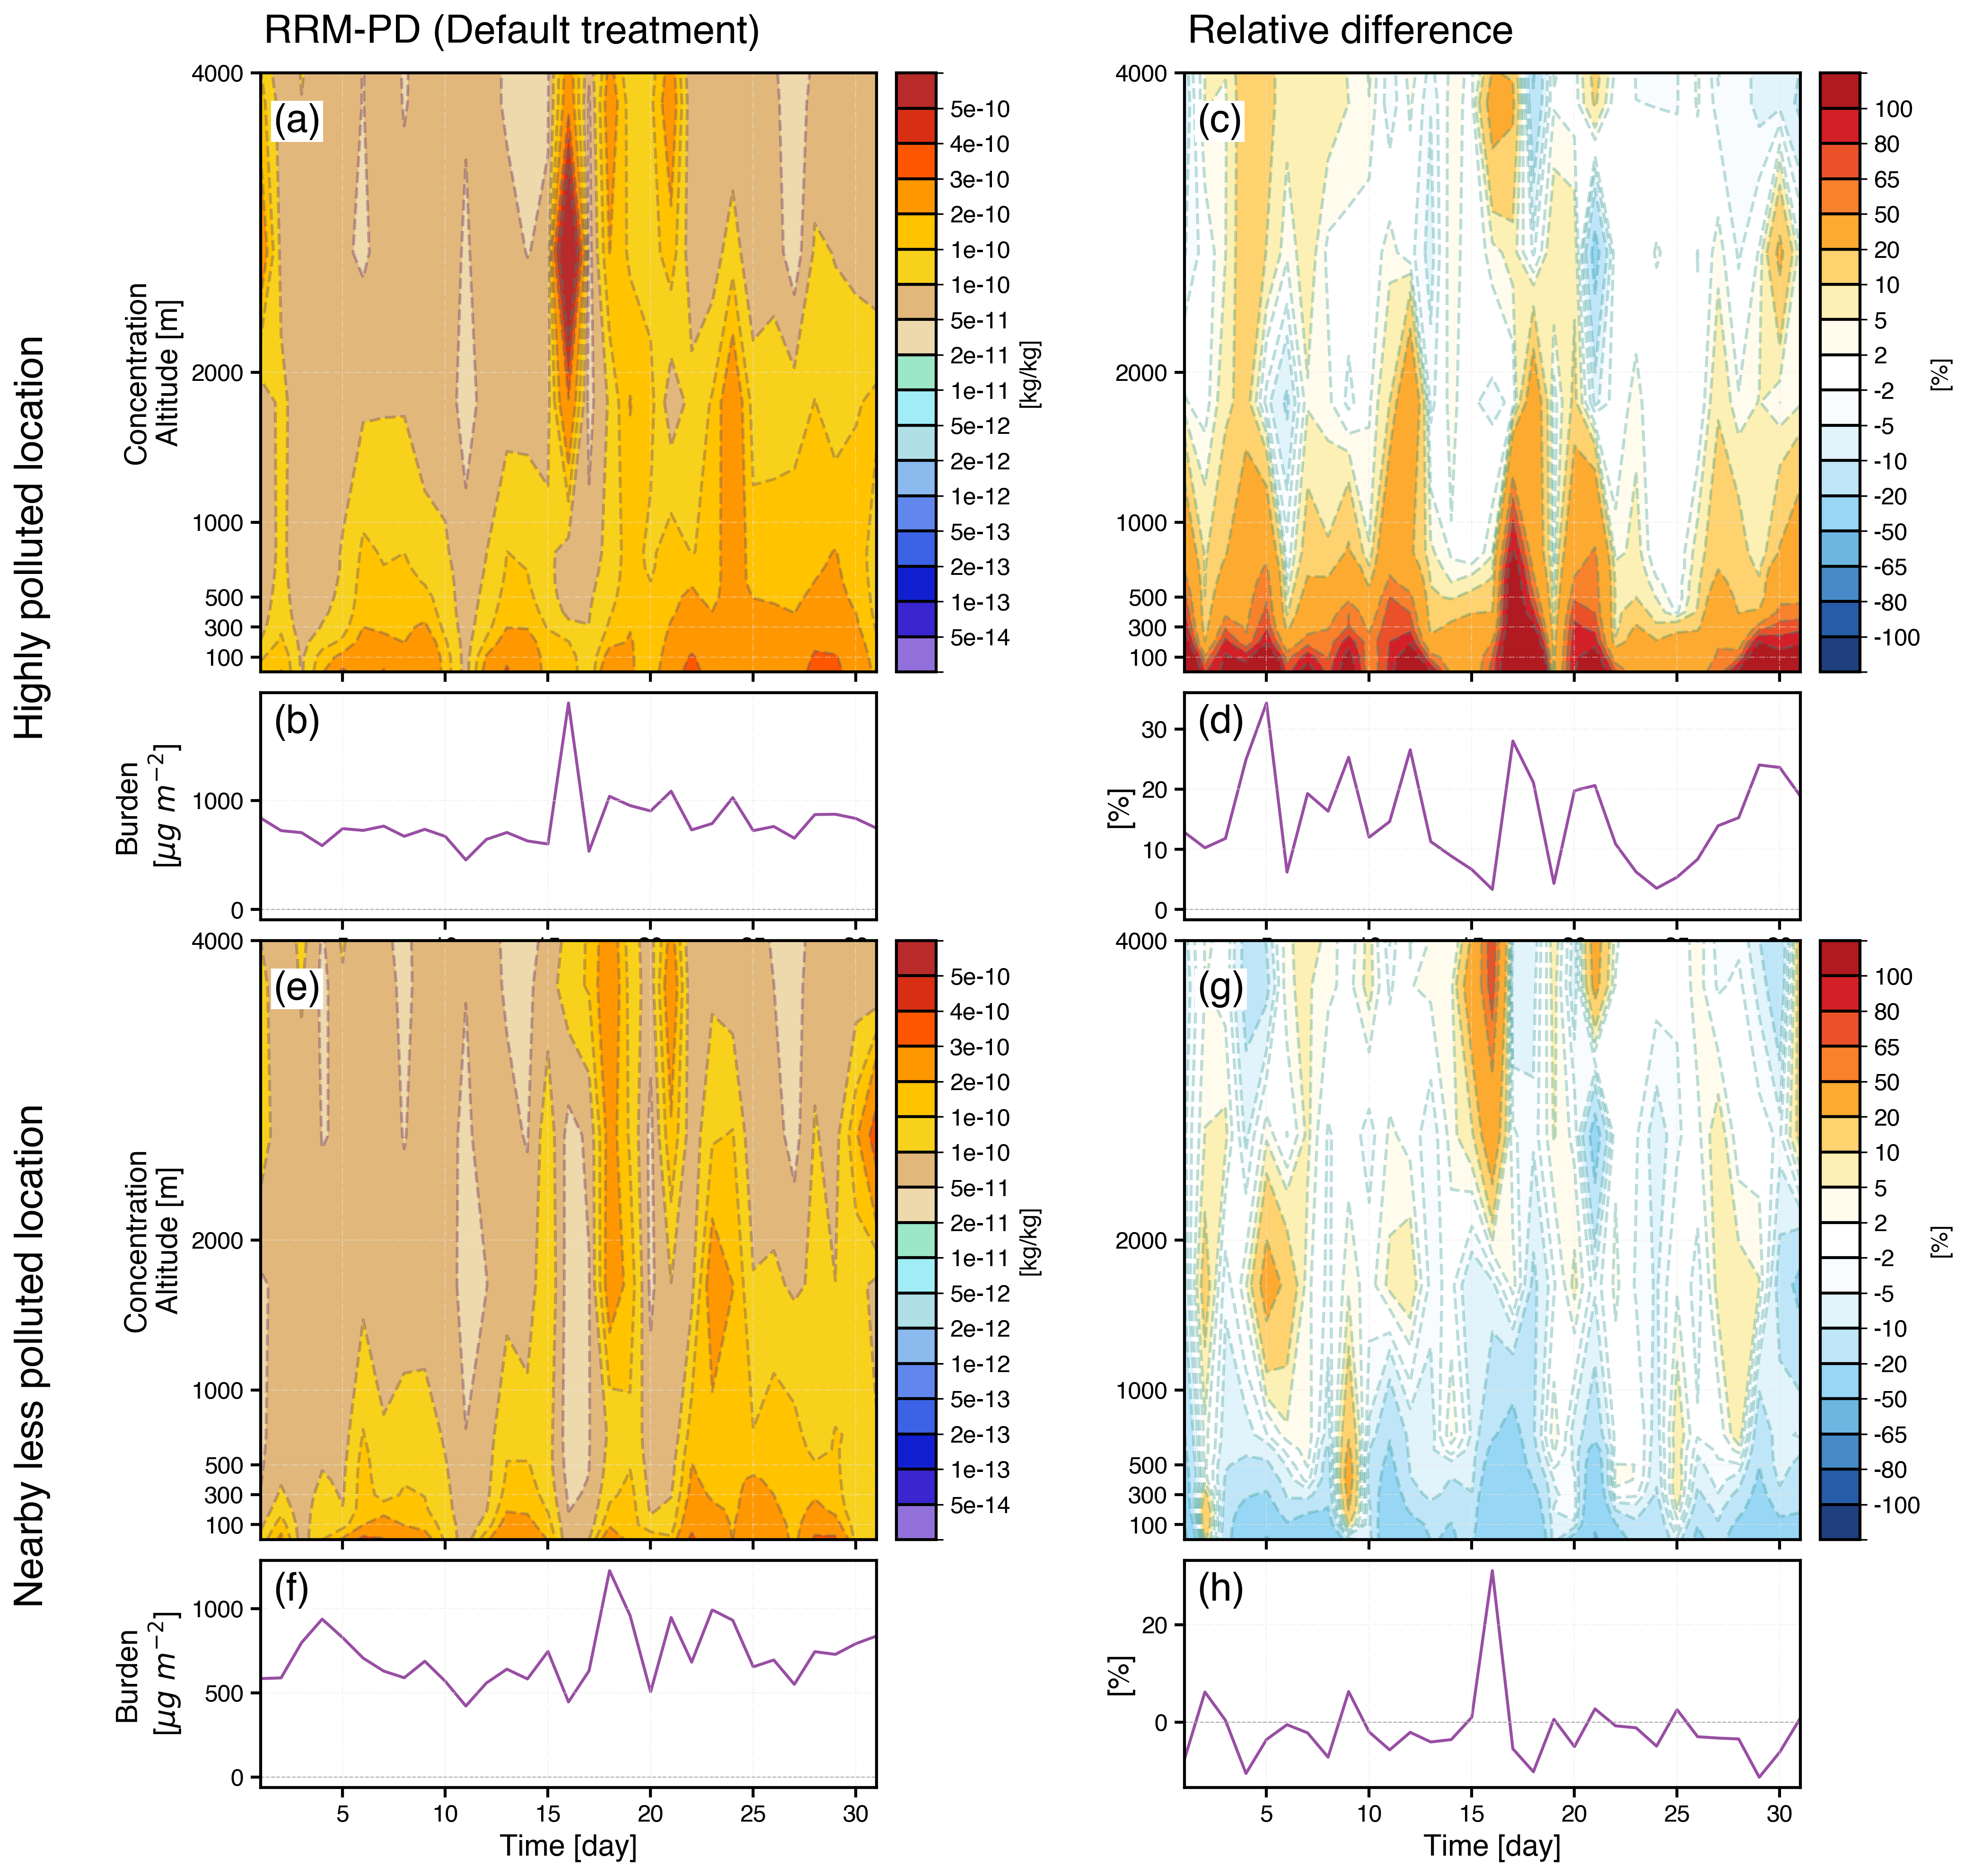 RRM-PD (Default treatment)
Relative difference
Highly polluted location
Concentration
Altitude [m]
4000
2000
1000
500
300
100
(a)
5e-10
4e-10
3e-10
2e-10
1e-10
1e-10
5e-11
2e-11
1e-11
5e-12
2e-12
1e-12
5e-13
2e-13
1e-13
5e-14
[kg/kg]
4000
2000
1000
500
300
100
(c)
100
80
65
50
20
10
5
2
-2
-5
-10
-20
-50
-65
-80
-100
[%]
Burden
[μg m⁻²]
1000
0
(b)
[%]
30
20
10
0
(d)
Nearby less polluted location
Concentration
Altitude [m]
4000
2000
1000
500
300
100
(e)
5e-10
4e-10
3e-10
2e-10
1e-10
1e-10
5e-11
2e-11
1e-11
5e-12
2e-12
1e-12
5e-13
2e-13
1e-13
5e-14
[kg/kg]
4000
2000
1000
500
300
100
(g)
100
80
65
50
20
10
5
2
-2
-5
-10
-20
-50
-65
-80
-100
[%]
Burden
[μg m⁻²]
1000
500
0
(f)
5 10 15 20 25 30
Time [day]
[%]
20
0
(h)
5 10 15 20 25 30
Time [day]